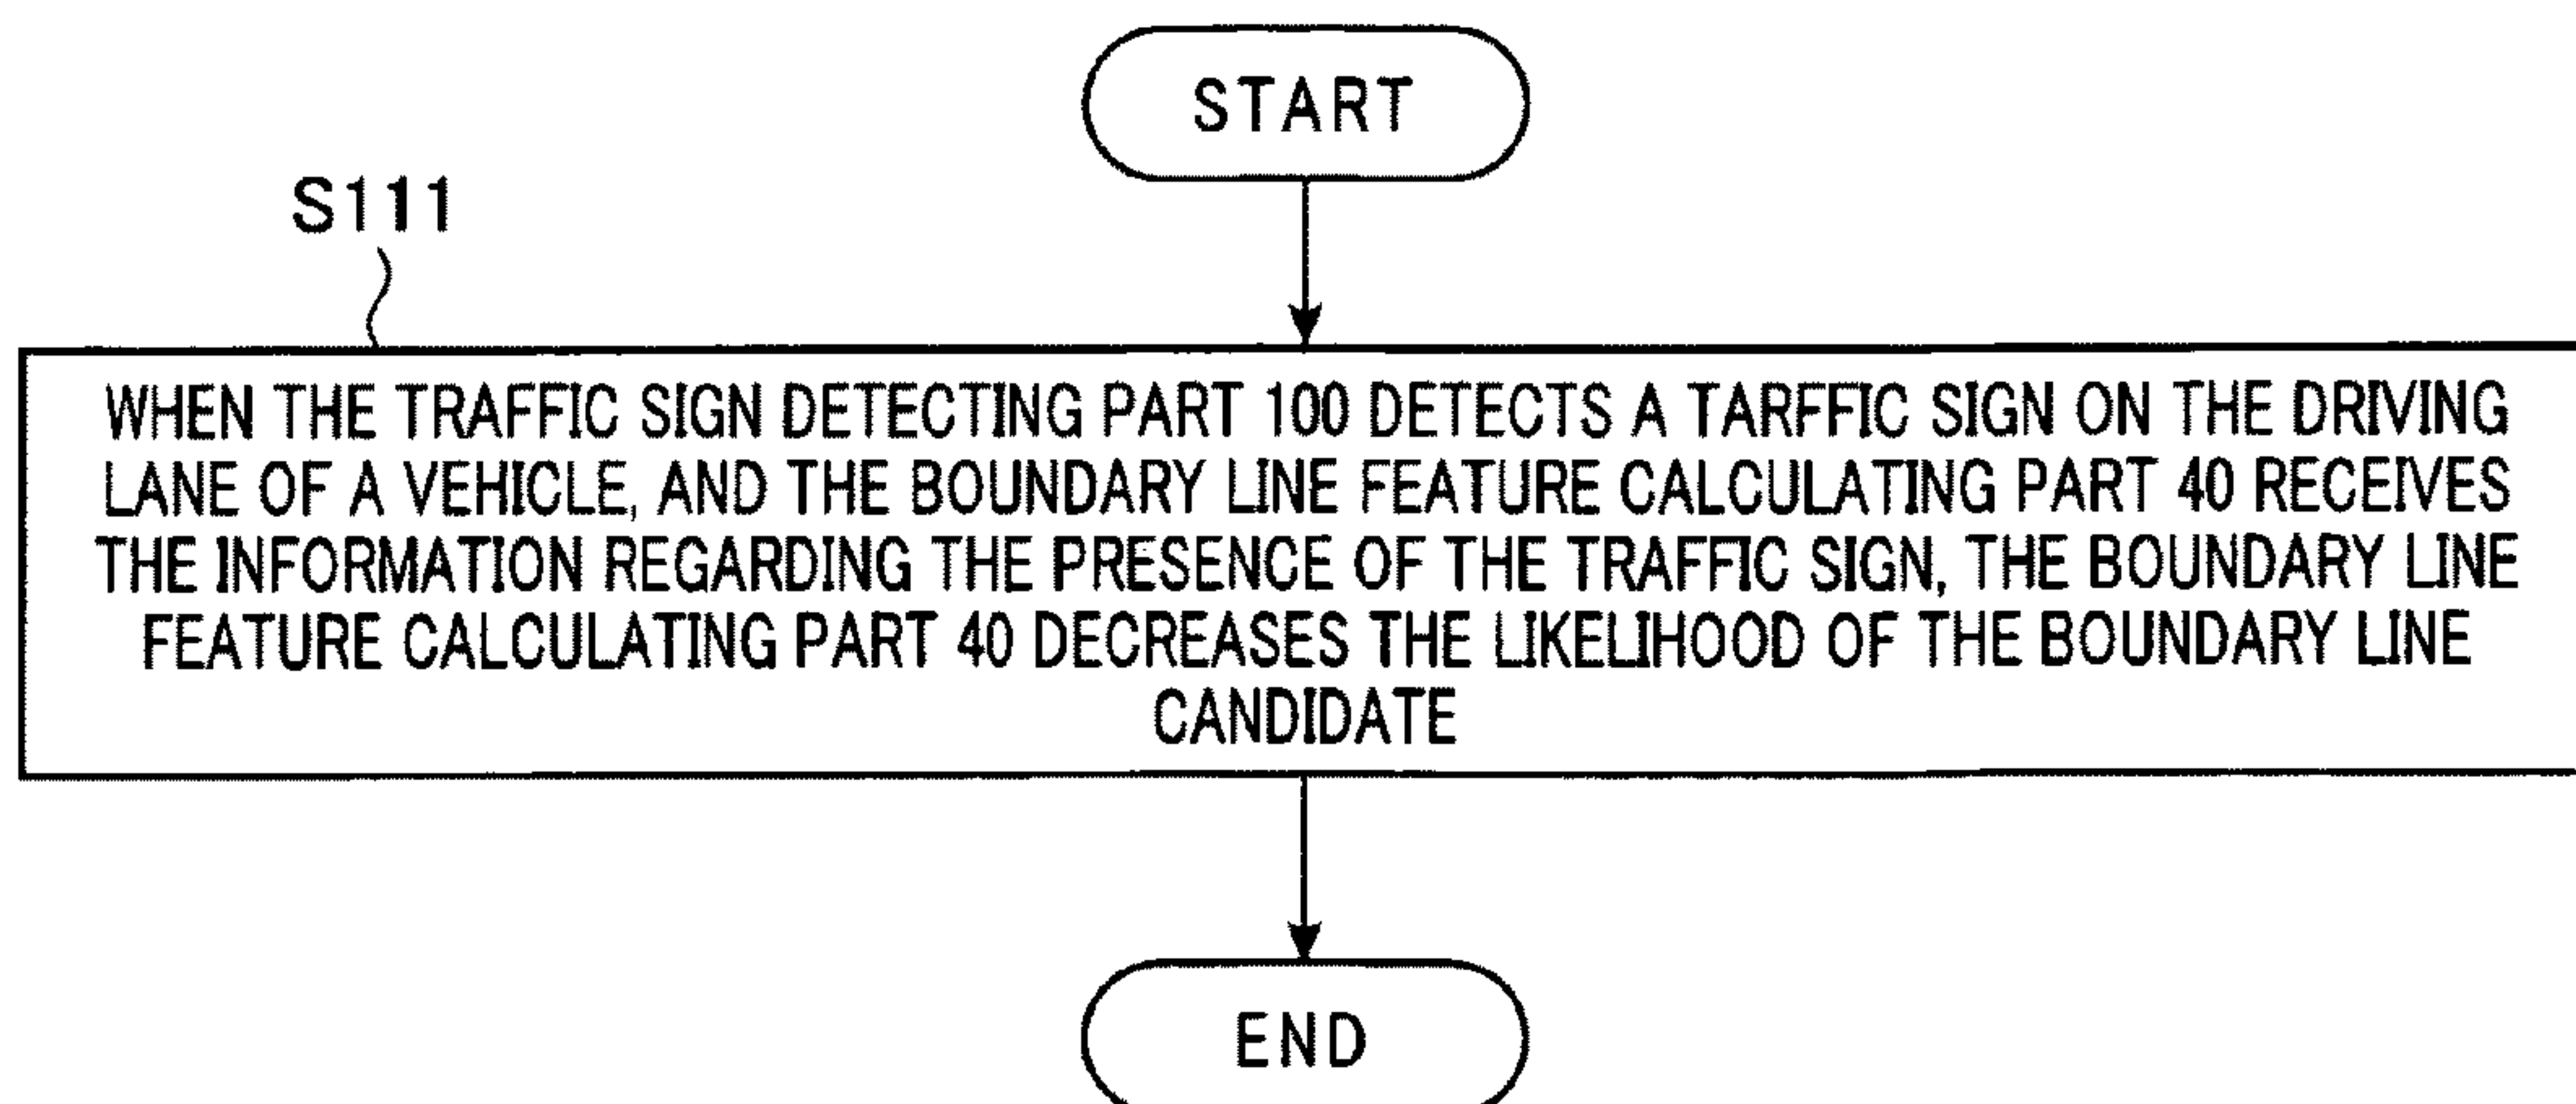 START
S111
WHEN THE TRAFFIC SIGN DETECTING PART 100 DETECTS A TARFFIC SIGN ON THE DRIVING
LANE OF A VEHICLE, AND THE BOUNDARY LINE FEATURE CALCULATING PART 40 RECEIVES
THE INFORMATION REGARDING THE PRESENCE OF THE TRAFFIC SIGN, THE BOUNDARY LINE
FEATURE CALCULATING PART 40 DECREASES THE LIKELIHOOD OF THE BOUNDARY LINE
CANDIDATE
END